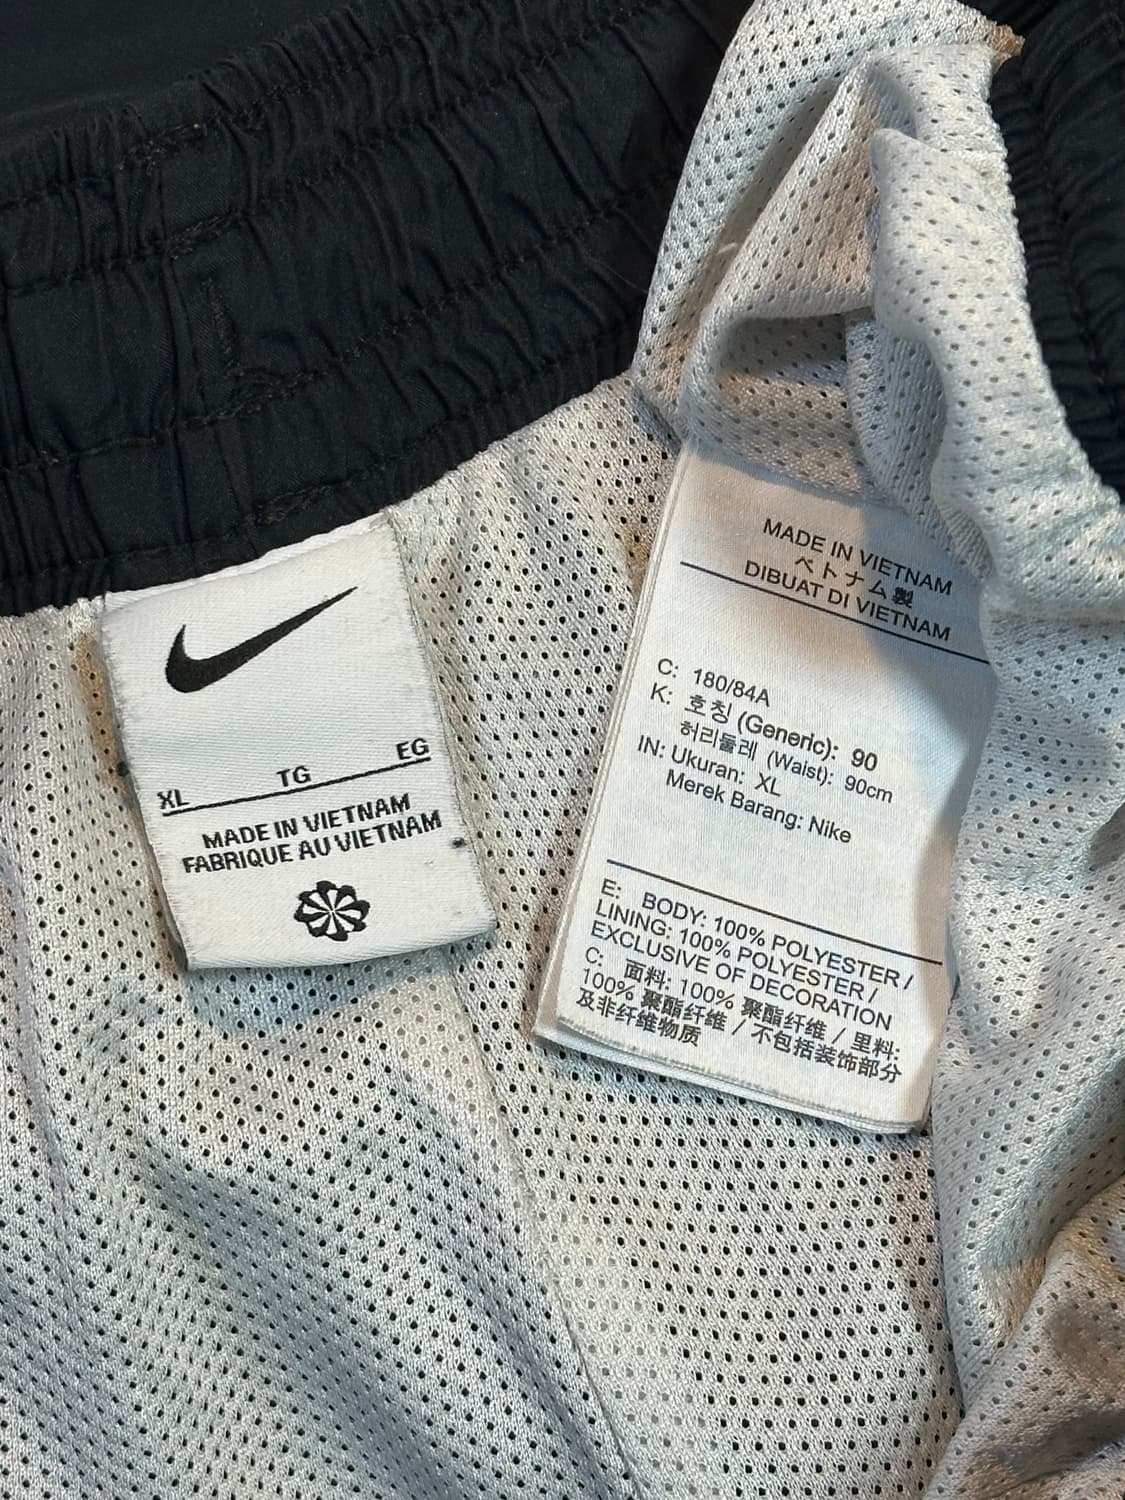 XL TG EG
MADE IN VIETNAM
FABRIQUE AU VIETNAM
MADE IN VIETNAM
ベトナム製
DIBUAT DI VIETNAM
C: 180/84A
K: 호칭 (Generic): 90
허리둘레 (Waist): 90cm
IN: Ukuran: XL
Merek Barang: Nike
E: BODY: 100% POLYESTER /
LINING: 100% POLYESTER /
EXCLUSIVE OF DECORATION
C: 面料: 100% 聚酯纤维 / 里料:
100% 聚酯纤维 / 不包括装饰部分
及非纤维物质